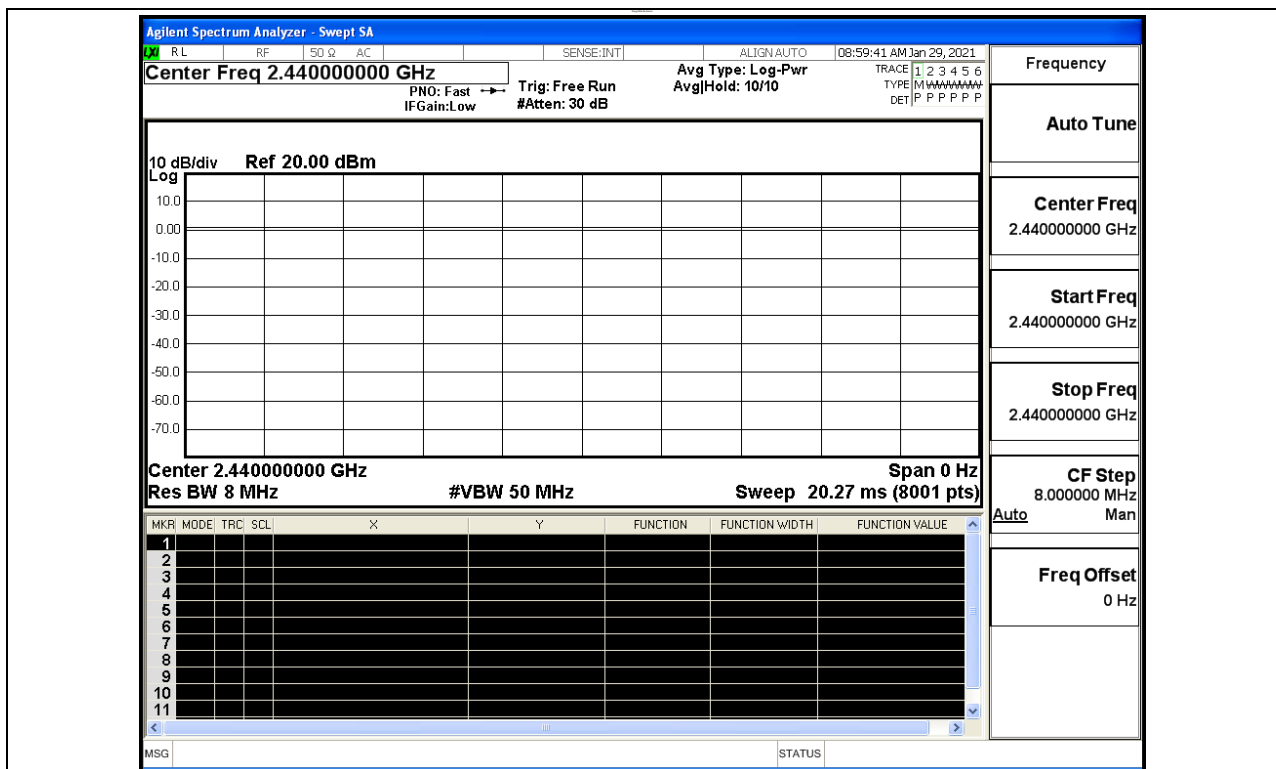 Agilent Spectrum Analyzer - Swept SA
LXI RL RF 50 Ω AC SENSE:INT ALIGN AUTO 08:59:41 AM Jan 29, 2021
Center Freq 2.440000000 GHz
PNO: Fast
IFGain:Low
Trig: Free Run
#Atten: 30 dB
Avg Type: Log-Pwr
Avg|Hold: 10/10
TRACE 1 2 3 4 5 6
TYPE M WWWWW
DET P P P P P P
10 dB/div Ref 20.00 dBm
Log
10.0
0.00
-10.0
-20.0
-30.0
-40.0
-50.0
-60.0
-70.0
Center 2.440000000 GHz Span 0 Hz
Res BW 8 MHz #VBW 50 MHz Sweep 20.27 ms (8001 pts)
MKR MODE TRC SCL X Y FUNCTION FUNCTION WIDTH FUNCTION VALUE
1
2
3
4
5
6
7
8
9
10
11
MSG STATUS
Frequency
Auto Tune
Center Freq
2.440000000 GHz
Start Freq
2.440000000 GHz
Stop Freq
2.440000000 GHz
CF Step
8.000000 MHz
Auto Man
Freq Offset
0 Hz